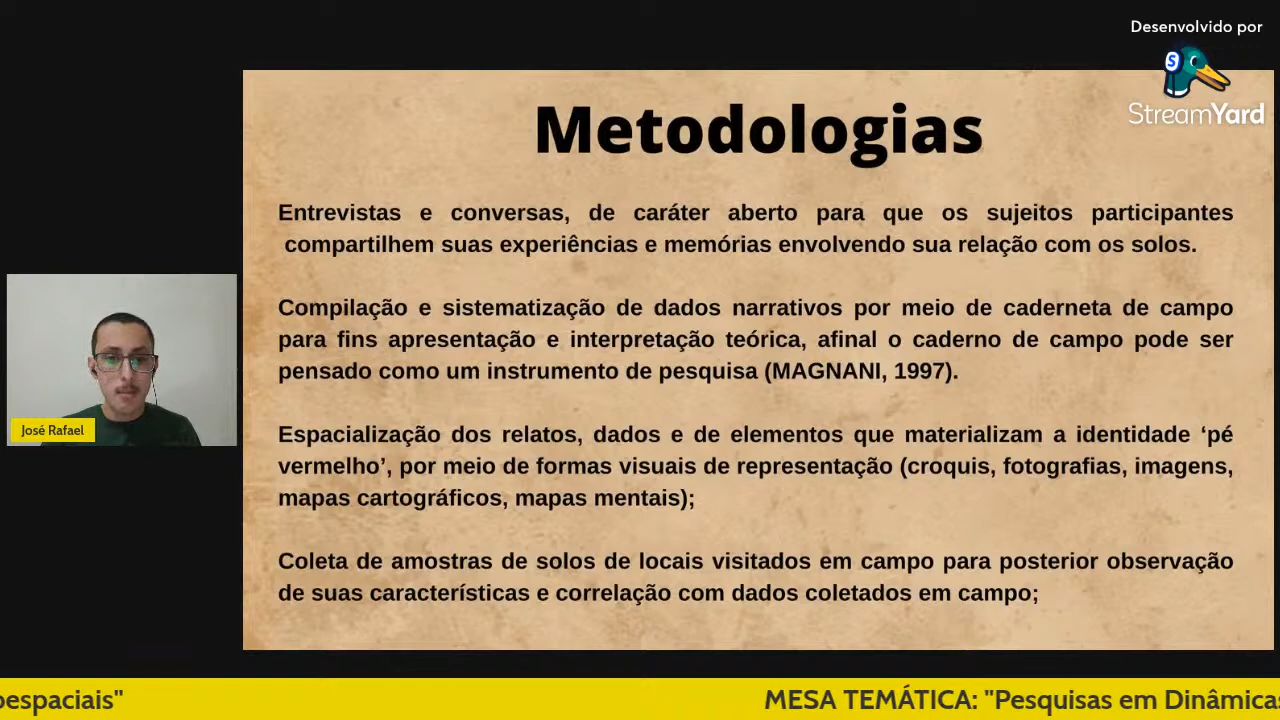 Desenvolvido por
StreamYard
Metodologias
Entrevistas e conversas, de caráter aberto para que os sujeitos participantes
compartilhem suas experiências e memórias envolvendo sua relação com os solos.
Compilação e sistematização de dados narrativos por meio de caderneta de campo
para fins apresentação e interpretação teórica, afinal o caderno de campo pode ser
pensado como um instrumento de pesquisa (MAGNANI, 1997).
Espacialização dos relatos, dados e de elementos que materializam a identidade ‘pé
vermelho’, por meio de formas visuais de representação (croquis, fotografias, imagens,
mapas cartográficos, mapas mentais);
Coleta de amostras de solos de locais visitados em campo para posterior observação
de suas características e correlação com dados coletados em campo;
José Rafael
oespaciais" MESA TEMÁTICA: "Pesquisas em Dinâmicas